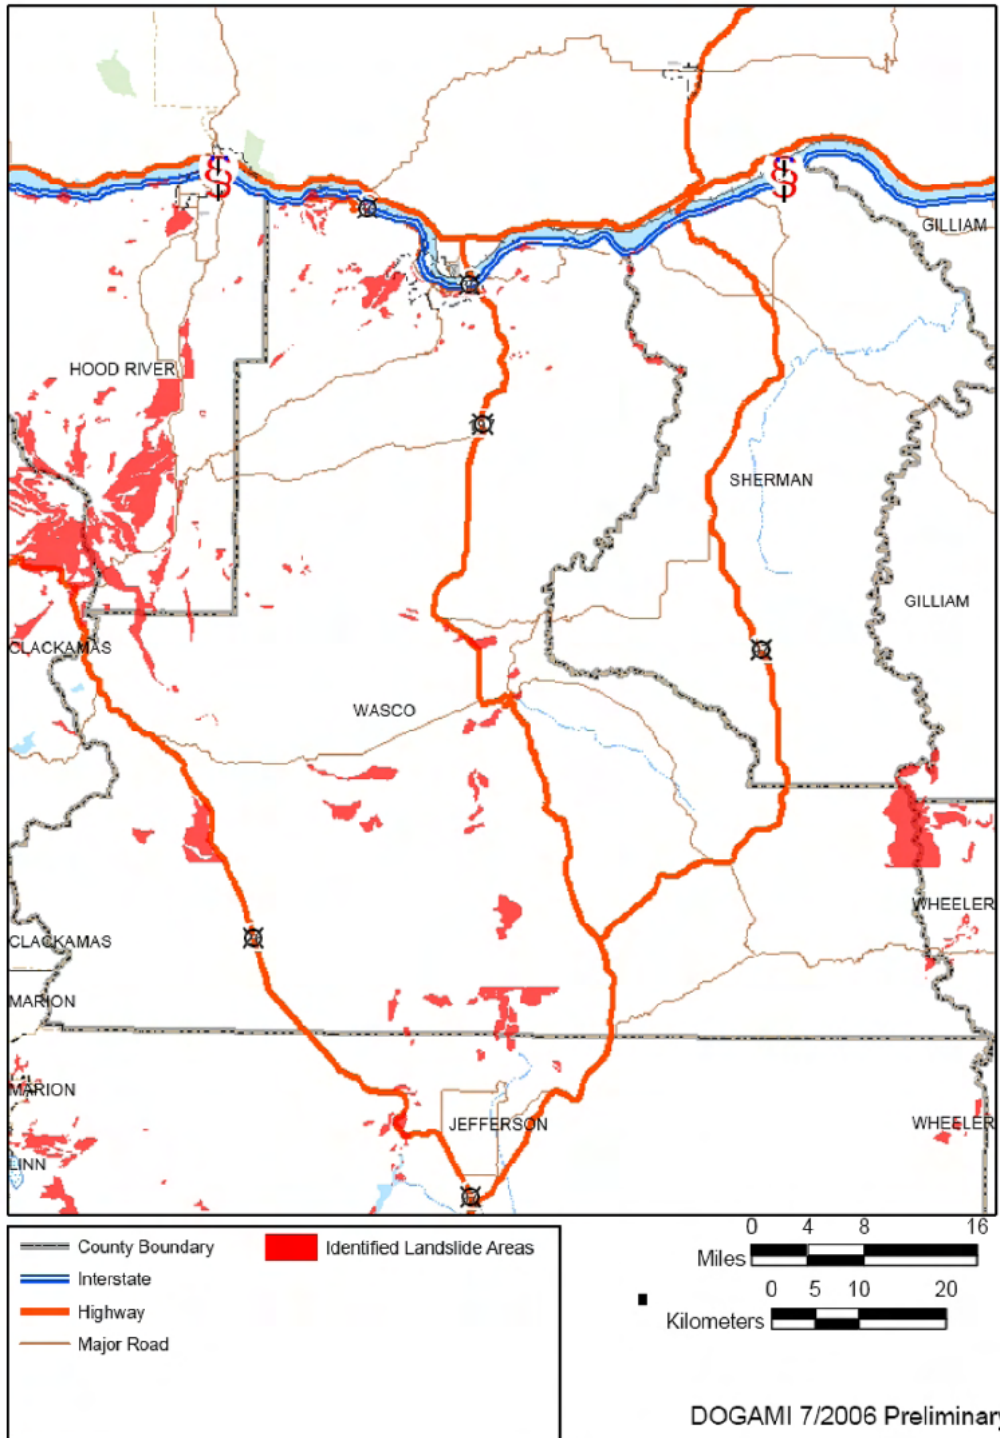 GILLIAM
HOOD RIVER
SHERMAN
GILLIAM
CLACKAMAS
WASCO
WHEELER
CLACKAMAS
MARION
MARION
JEFFERSON
WHEELER
LINN
County Boundary
Identified Landslide Areas
Interstate
Highway
Major Road
0 4 8 16
Miles
0 5 10 20
Kilometers
DOGAMI 7/2006 Preliminary